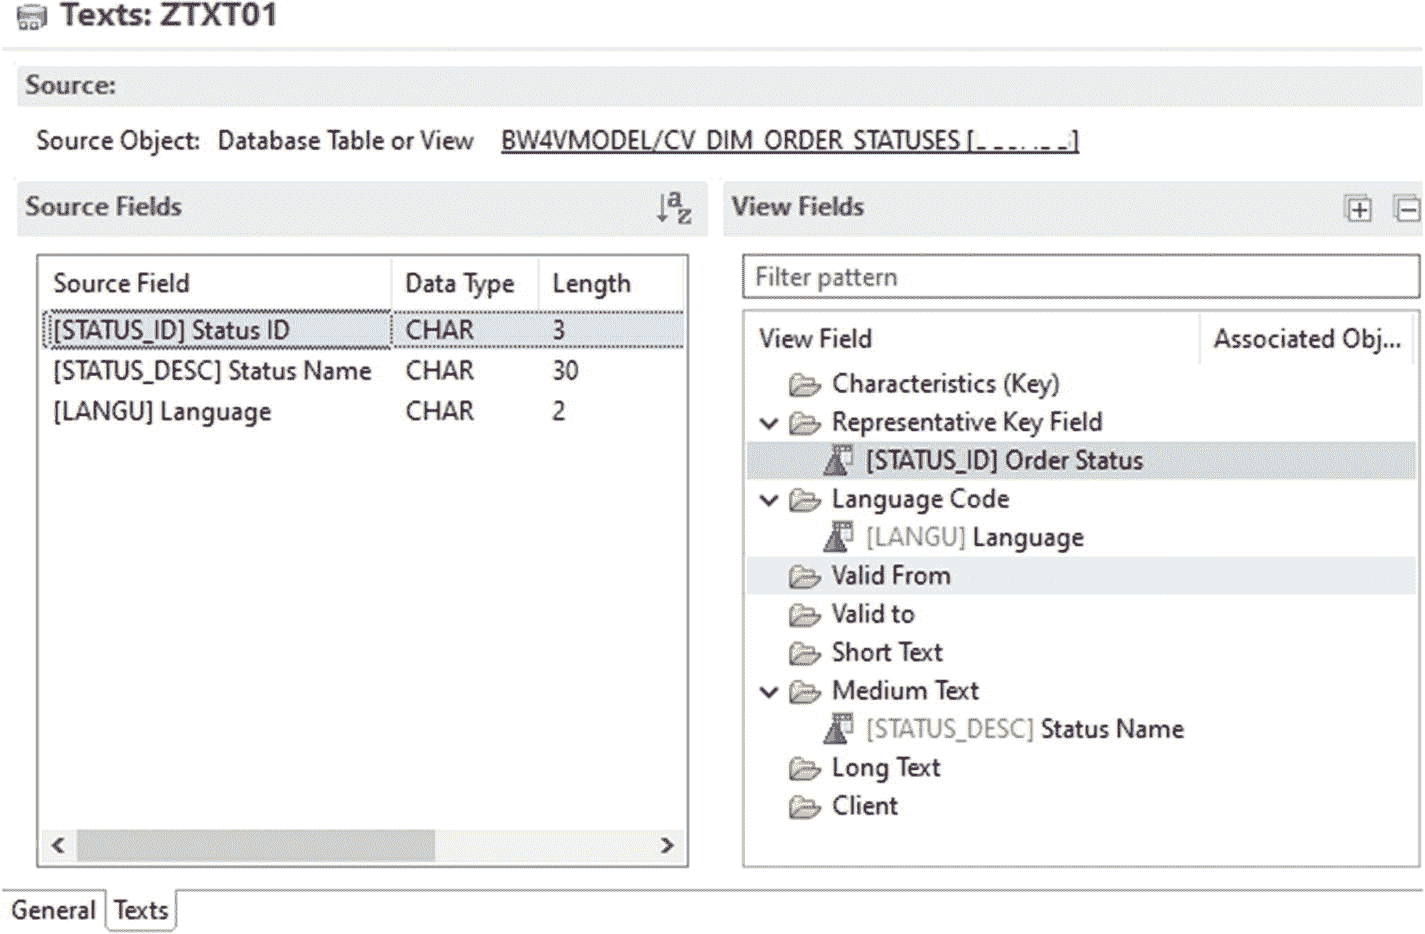 Texts: ZTXT01
Source:
Source Object: Database Table or View BW4VMODEL/CV_DIM_ORDER_STATUSES [ ]
Source Fields
View Fields
Source Field Data Type Length
[STATUS_ID] Status ID CHAR 3
[STATUS_DESC] Status Name CHAR 30
[LANGU] Language CHAR 2
Filter pattern
View Field Associated Obj...
Characteristics (Key)
Representative Key Field
[STATUS_ID] Order Status
Language Code
[LANGU] Language
Valid From
Valid to
Short Text
Medium Text
[STATUS_DESC] Status Name
Long Text
Client
General Texts